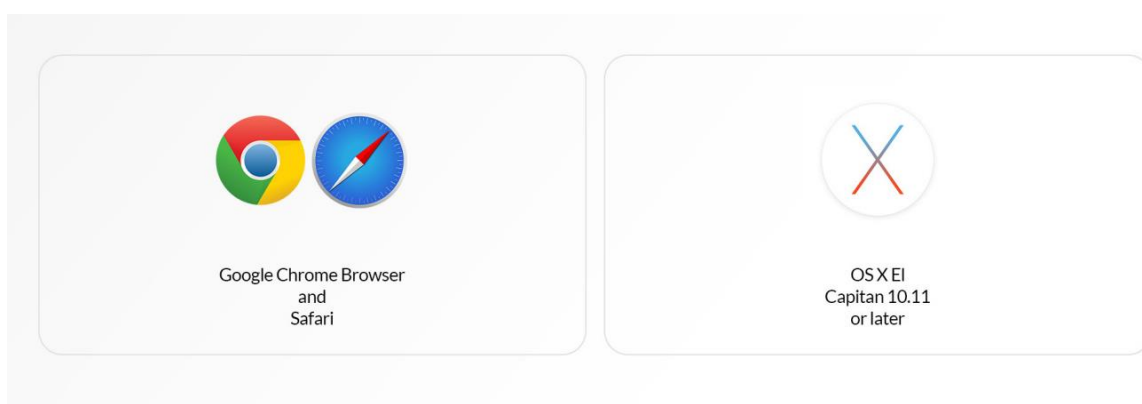 Google Chrome Browser
and
Safari
OS X El
Capitan 10.11
or later